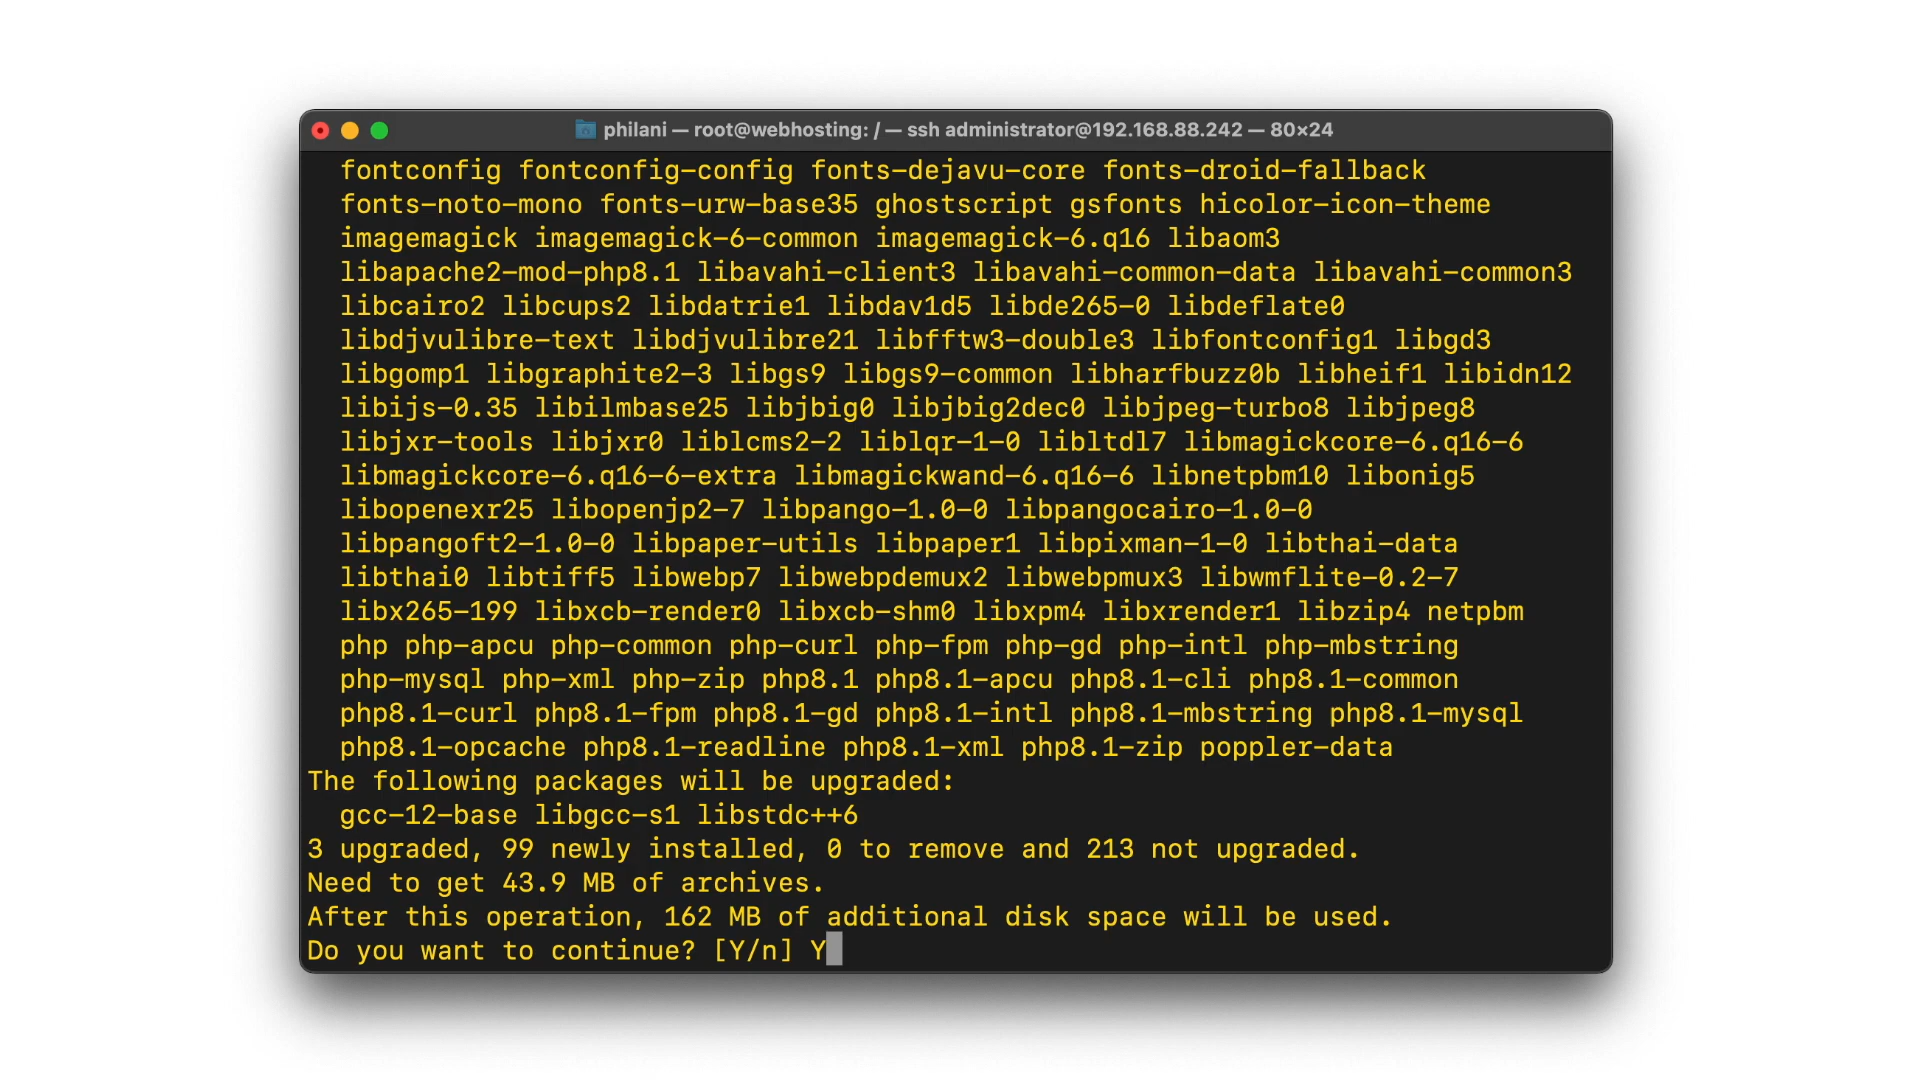 philani — root@webhosting: / — ssh administrator@192.168.88.242 — 80×24
fontconfig fontconfig-config fonts-dejavu-core fonts-droid-fallback
fonts-noto-mono fonts-urw-base35 ghostscript gsfonts hicolor-icon-theme
imagemagick imagemagick-6-common imagemagick-6.q16 libaom3
libapache2-mod-php8.1 libavahi-client3 libavahi-common-data libavahi-common3
libcairo2 libcups2 libdatrie1 libdav1d5 libde265-0 libdeflate0
libdjvulibre-text libdjvulibre21 libfftw3-double3 libfontconfig1 libgd3
libgomp1 libgraphite2-3 libgs9 libgs9-common libharfbuzz0b libheif1 libidn12
libijs-0.35 libilmbase25 libjbig0 libjbig2dec0 libjpeg-turbo8 libjpeg8
libjxr-tools libjxr0 liblcms2-2 liblqr-1-0 libltdl7 libmagickcore-6.q16-6
libmagickcore-6.q16-6-extra libmagickwand-6.q16-6 libnetpbm10 libonig5
libopenexr25 libopenjp2-7 libpango-1.0-0 libpangocairo-1.0-0
libpangoft2-1.0-0 libpaper-utils libpaper1 libpixman-1-0 libthai-data
libthai0 libtiff5 libwebp7 libwebpdemux2 libwebpmux3 libwmflite-0.2-7
libx265-199 libxcb-render0 libxcb-shm0 libxpm4 libxrender1 libzip4 netpbm
php php-apcu php-common php-curl php-fpm php-gd php-intl php-mbstring
php-mysql php-xml php-zip php8.1 php8.1-apcu php8.1-cli php8.1-common
php8.1-curl php8.1-fpm php8.1-gd php8.1-intl php8.1-mbstring php8.1-mysql
php8.1-opcache php8.1-readline php8.1-xml php8.1-zip poppler-data
The following packages will be upgraded:
gcc-12-base libgcc-s1 libstdc++6
3 upgraded, 99 newly installed, 0 to remove and 213 not upgraded.
Need to get 43.9 MB of archives.
After this operation, 162 MB of additional disk space will be used.
Do you want to continue? [Y/n] Y